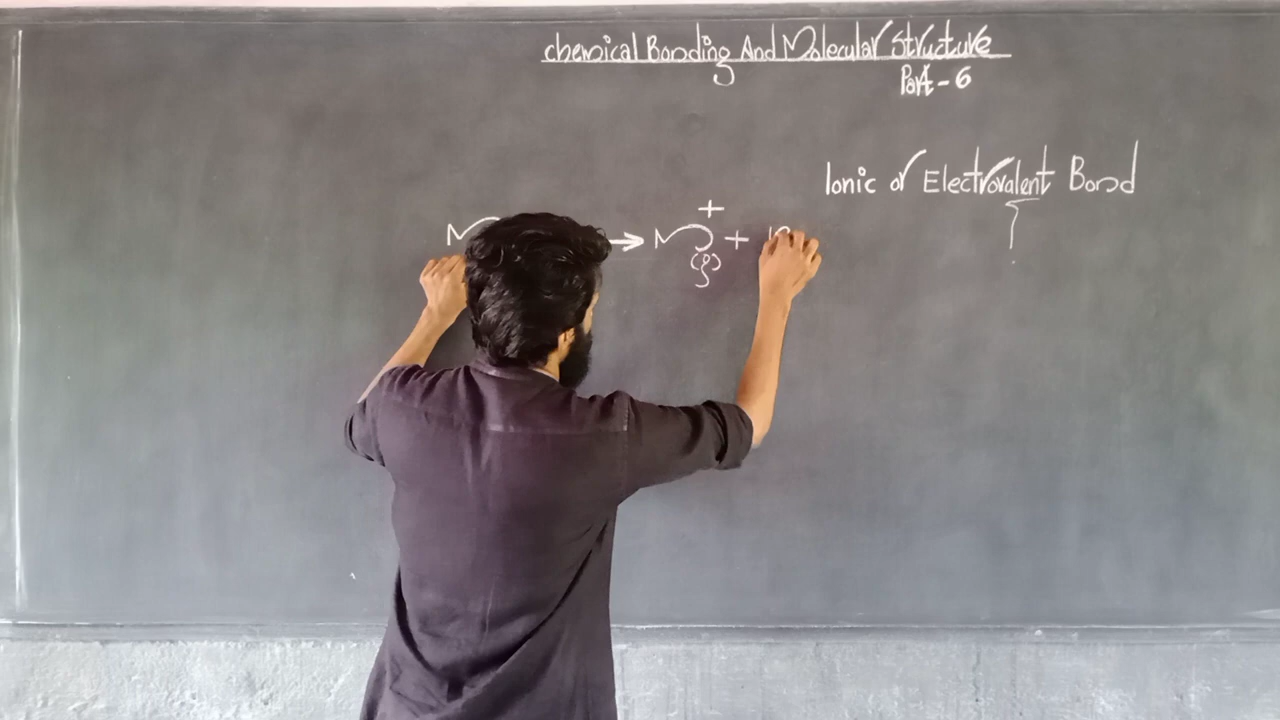 Chemical Bonding And Molecular Structure
Part - 6
Ionic or Electrovalent Bond
→ M+(g) +